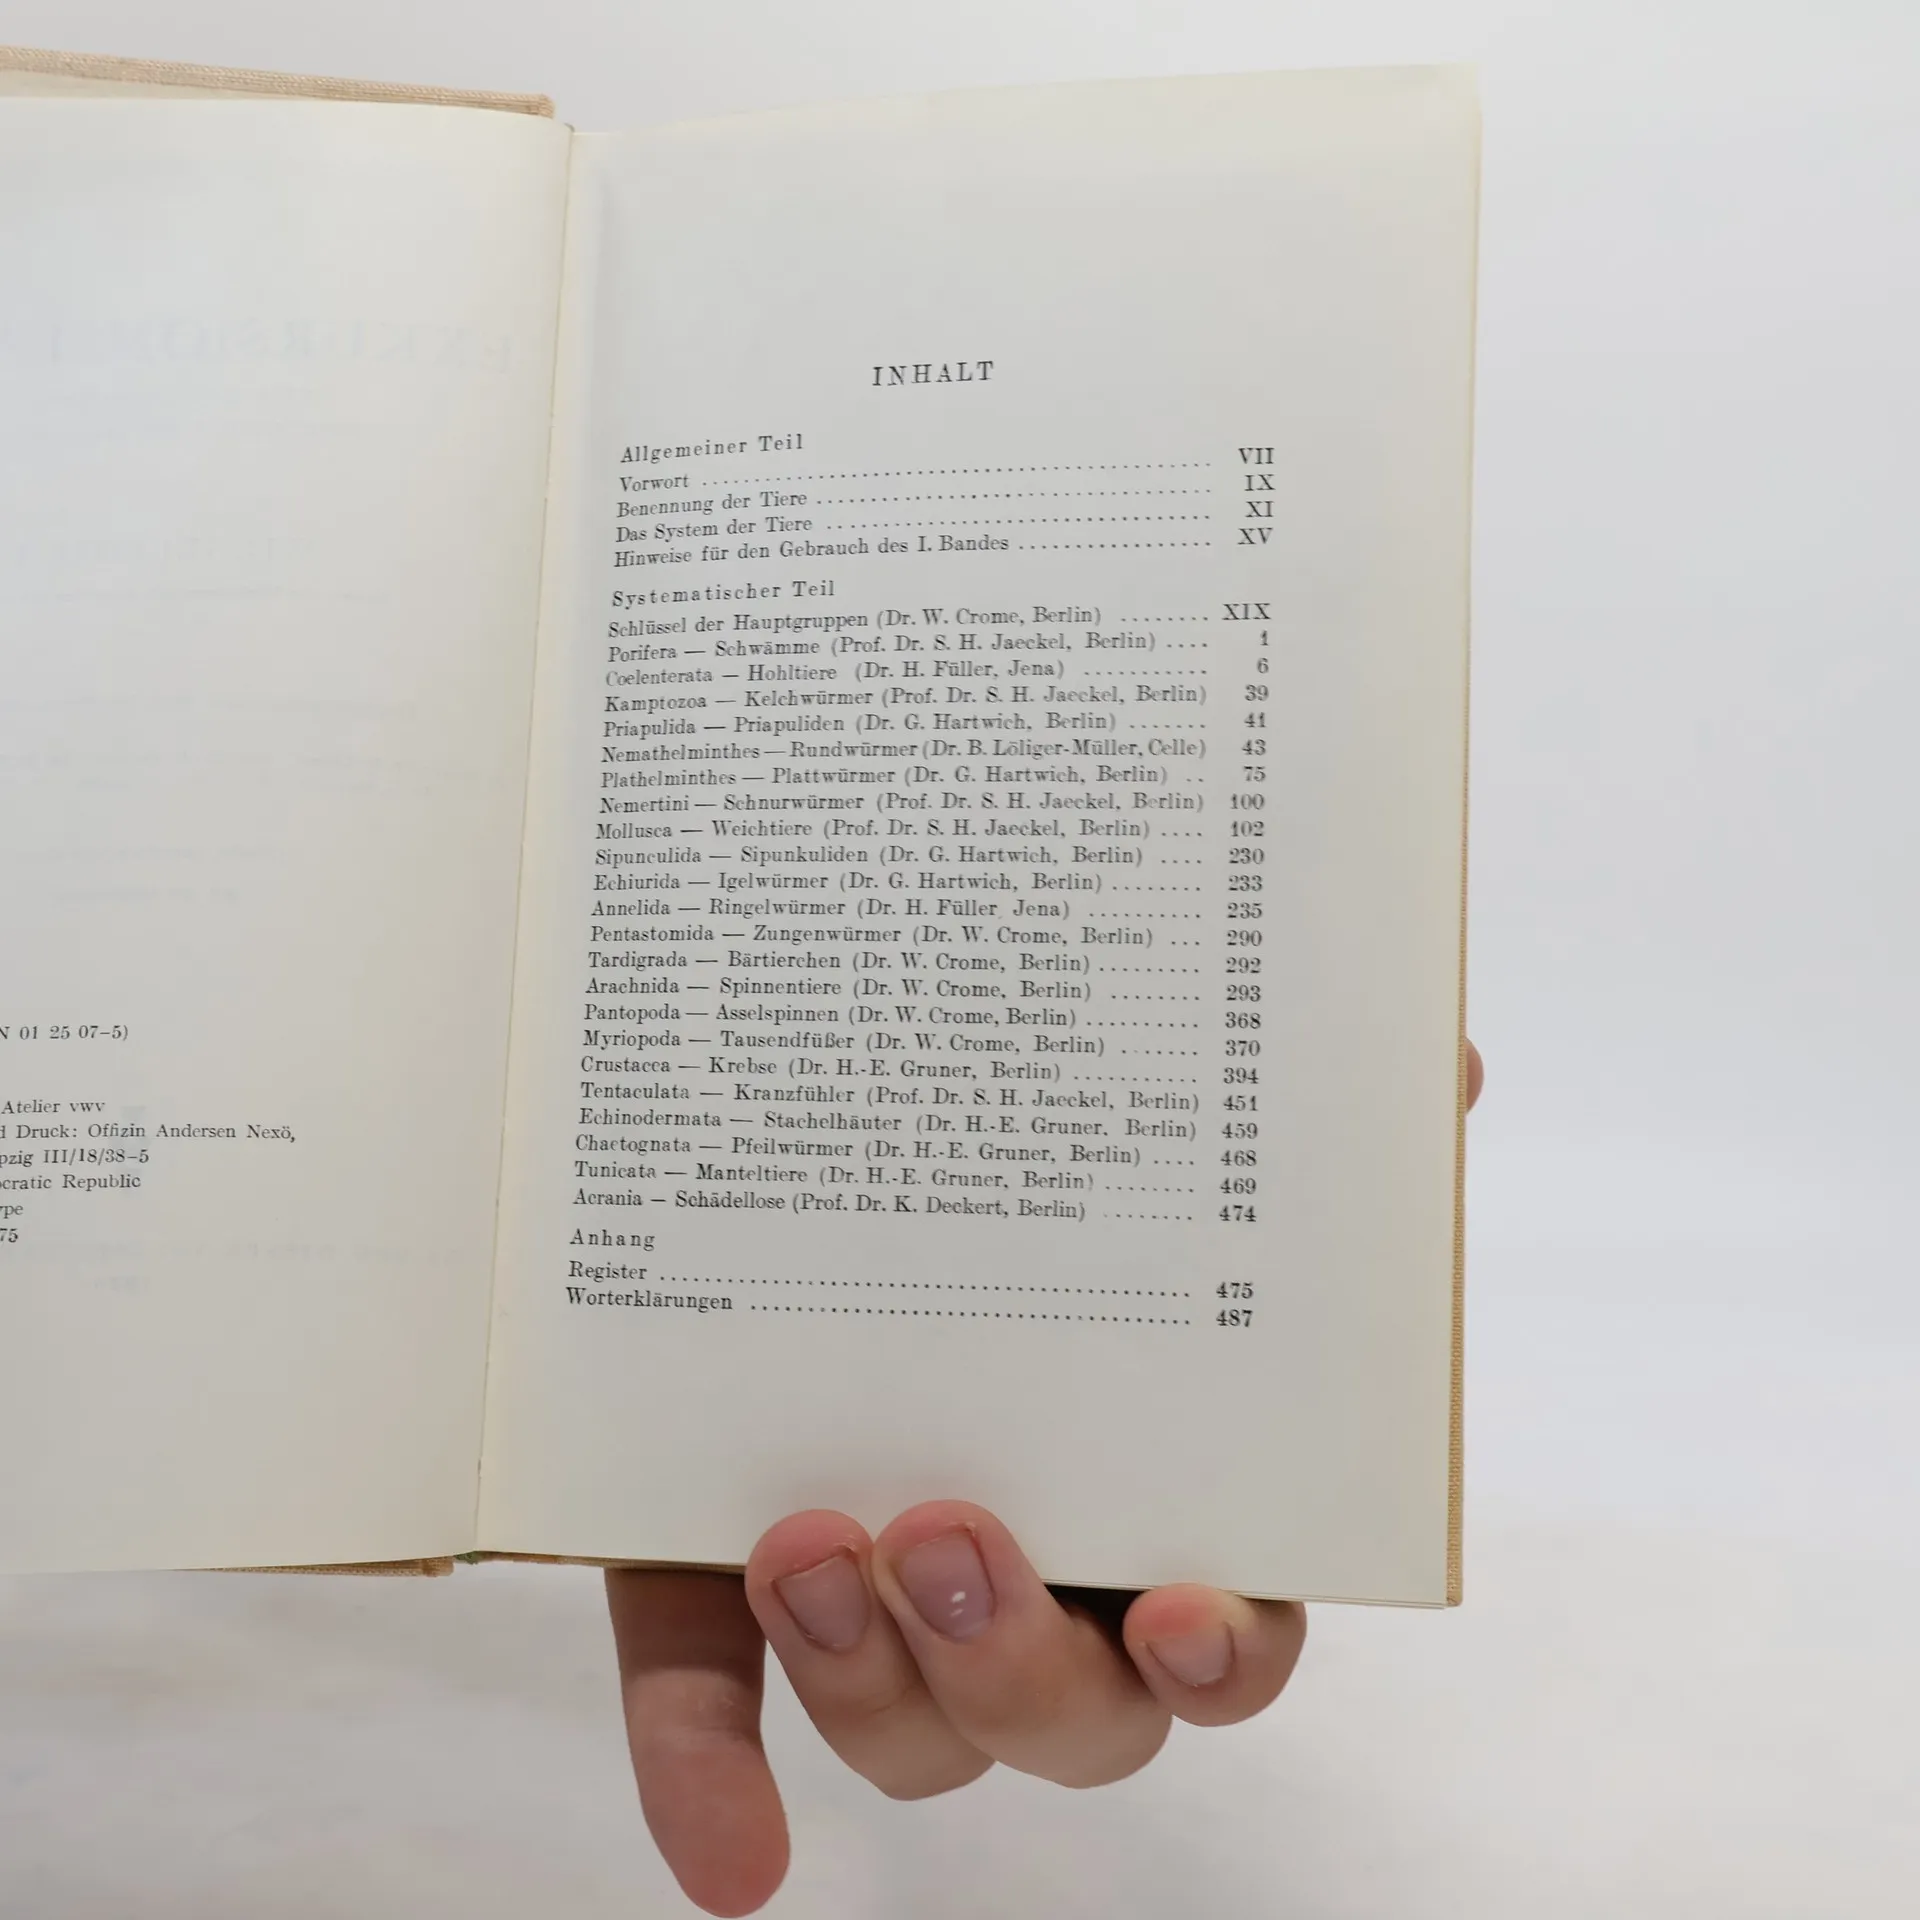 N 01 25 07–5)
Atelier vwv
d Druck: Offizin Andersen Nexö,
pzig III/18/38–5
ocratic Republic
ype
75
INHALT
Allgemeiner Teil
Vorwort .......... VII
Benennung der Tiere .......... IX
Das System der Tiere .......... XI
Hinweise für den Gebrauch des I. Bandes .......... XV
Systematischer Teil
Schlüssel der Hauptgruppen (Dr. W. Crome, Berlin) ........ XIX
Porifera — Schwämme (Prof. Dr. S. H. Jaeckel, Berlin) .... 1
Coelenterata — Hohltiere (Dr. H. Füller, Jena) ........... 6
Kamptozoa — Kelchwürmer (Prof. Dr. S. H. Jaeckel, Berlin) 39
Priapulida — Priapuliden (Dr. G. Hartwich, Berlin) ....... 41
Nemathelminthes — Rundwürmer (Dr. B. Löliger-Müller, Celle) 43
Plathelminthes — Plattwürmer (Dr. G. Hartwich, Berlin) .. 75
Nemertini — Schnurwürmer (Prof. Dr. S. H. Jaeckel, Berlin) 100
Mollusca — Weichtiere (Prof. Dr. S. H. Jaeckel, Berlin) .... 102
Sipunculida — Sipunkuliden (Dr. G. Hartwich, Berlin) .... 230
Echiurida — Igelwürmer (Dr. G. Hartwich, Berlin) ........ 233
Annelida — Ringelwürmer (Dr. H. Füller, Jena) .......... 235
Pentastomida — Zungenwürmer (Dr. W. Crome, Berlin) ... 290
Tardigrada — Bärtierchen (Dr. W. Crome, Berlin) ......... 292
Arachnida — Spinnentiere (Dr. W. Crome, Berlin) ........ 293
Pantopoda — Asselspinnen (Dr. W. Crome, Berlin) .......... 368
Myriopoda — Tausendfüßer (Dr. W. Crome, Berlin) ....... 370
Crustacea — Krebse (Dr. H.-E. Gruner, Berlin) ........... 394
Tentaculata — Kranzfühler (Prof. Dr. S. H. Jaeckel, Berlin) 451
Echinodermata — Stachelhäuter (Dr. H.-E. Gruner, Berlin) 459
Chaetognata — Pfeilwürmer (Dr. H.-E. Gruner, Berlin) .... 468
Tunicata — Manteltiere (Dr. H.-E. Gruner, Berlin) ........ 469
Acrania — Schädellose (Prof. Dr. K. Deckert, Berlin) ........ 474
Anhang
Register .......... 475
Worterklärungen .......... 487